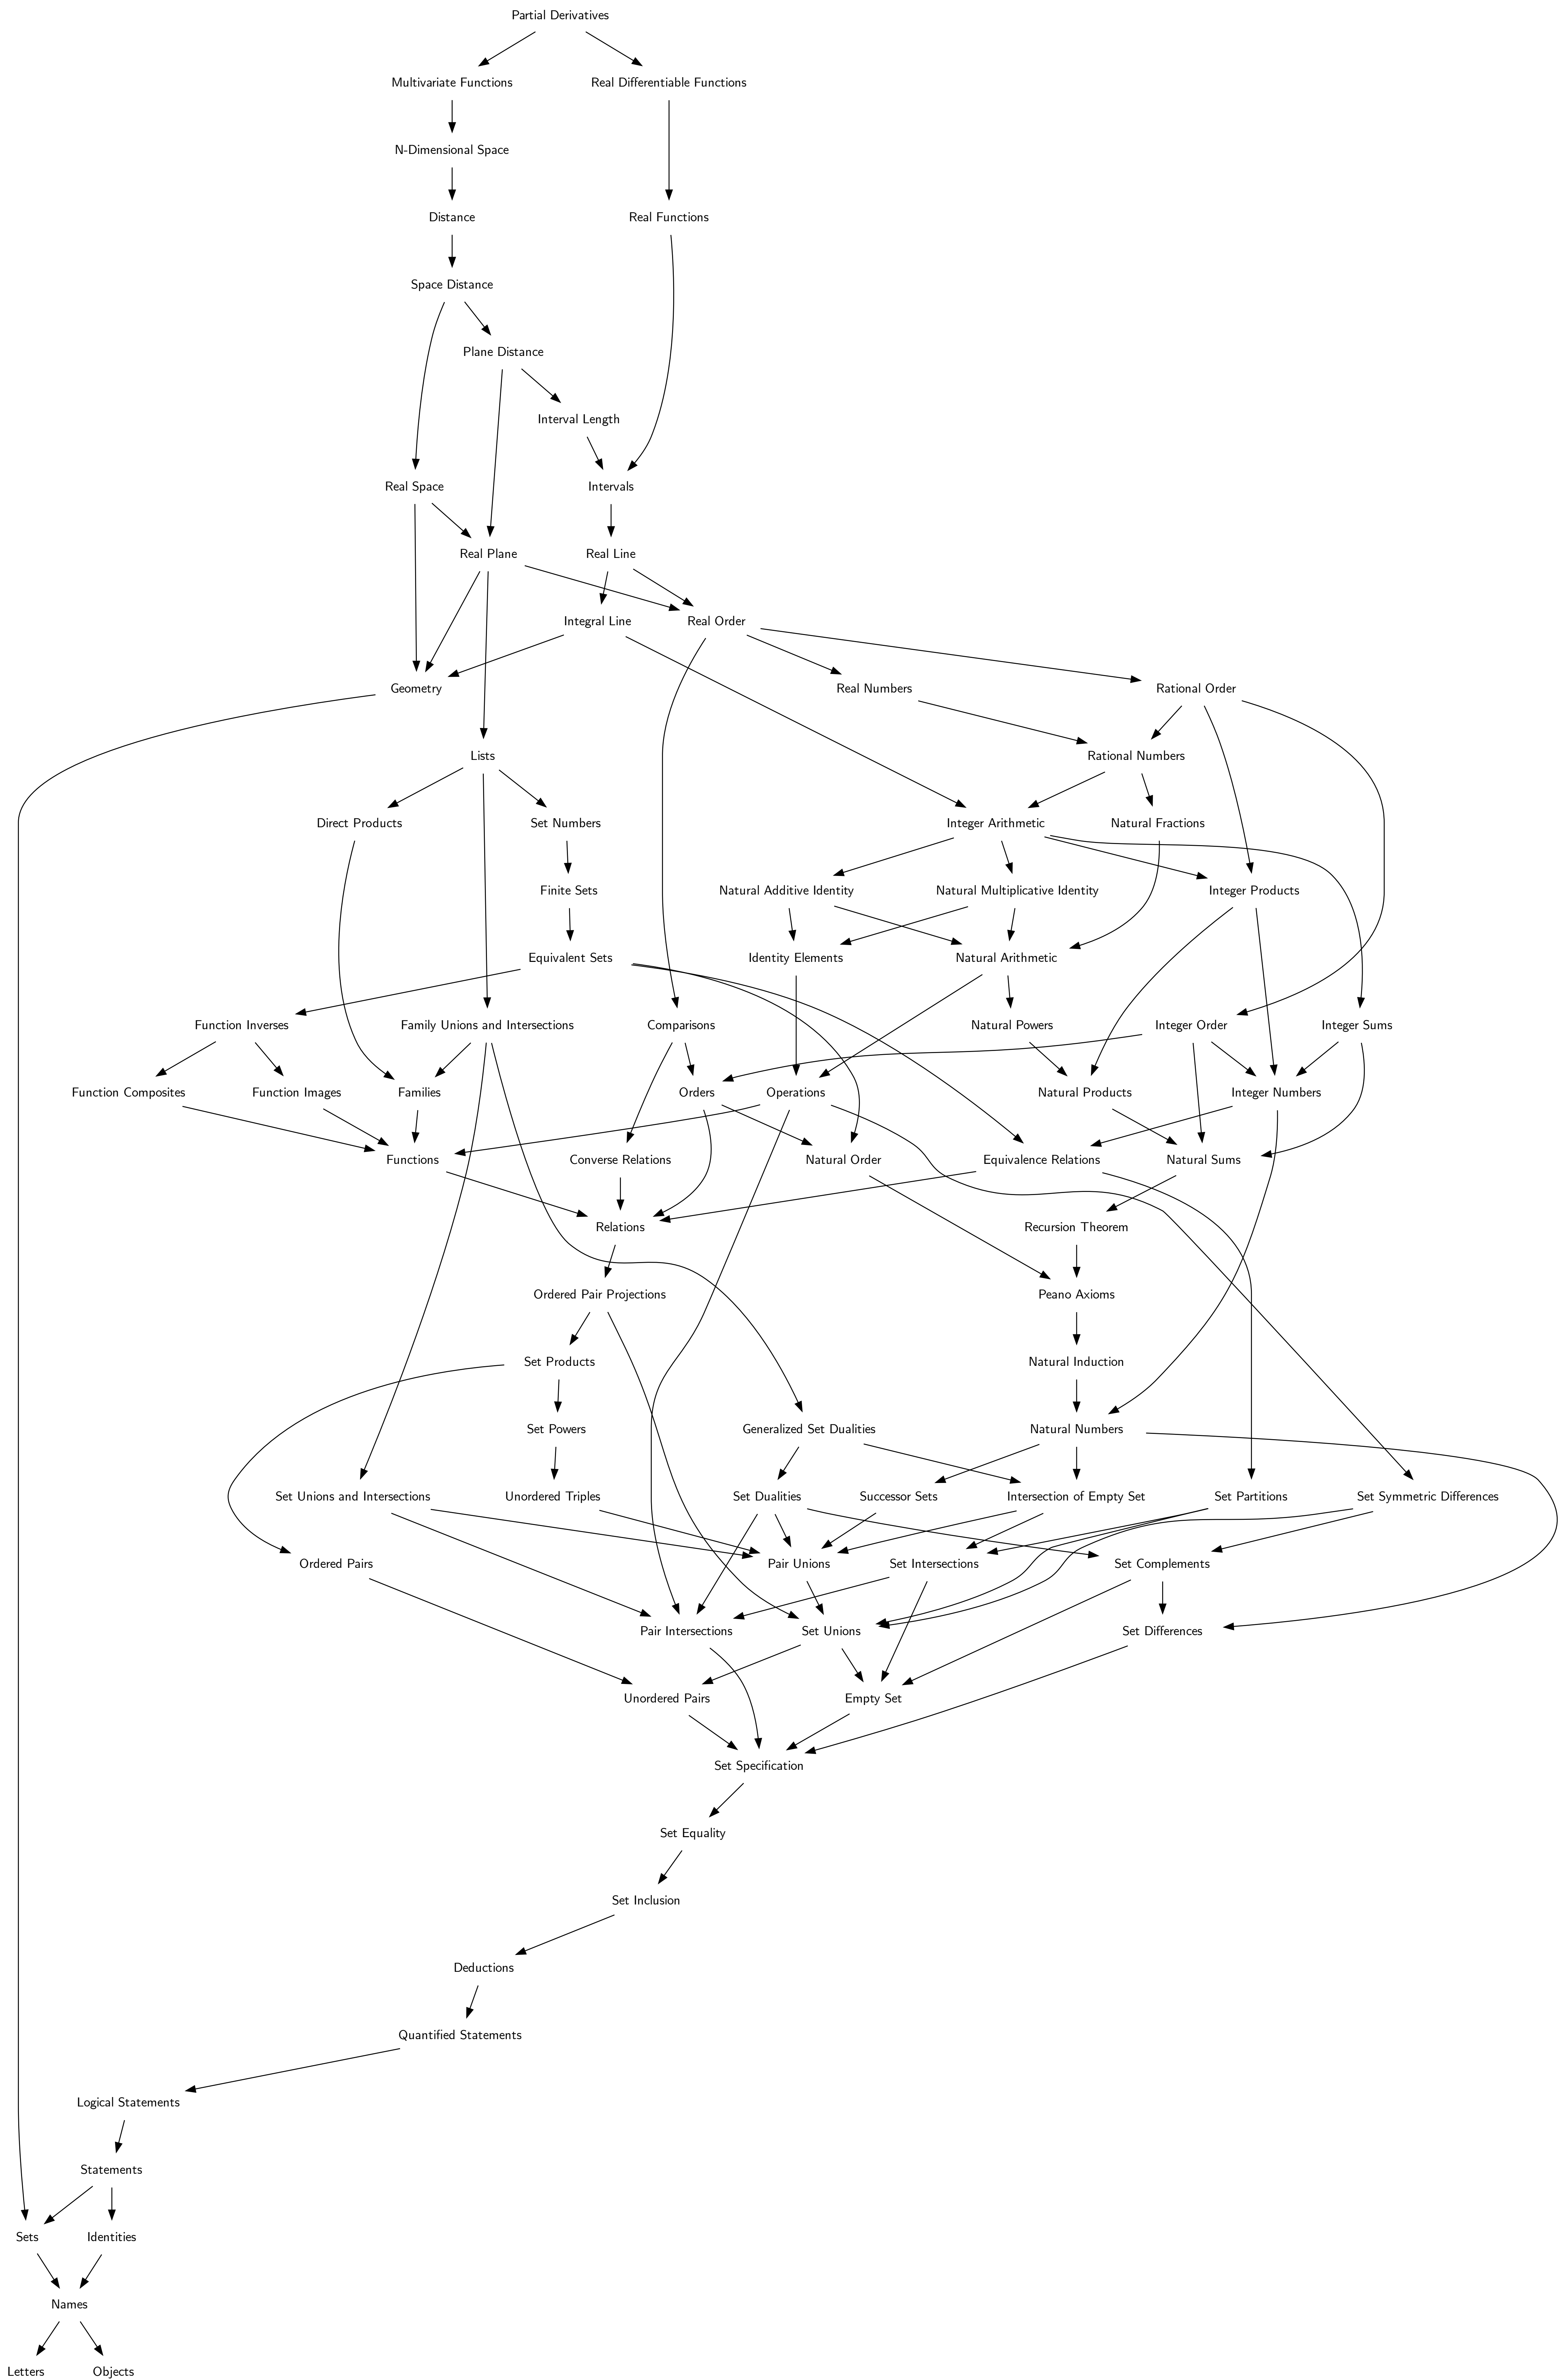 Partial Derivatives
Multivariate Functions
Real Differentiable Functions
N-Dimensional Space
Distance
Real Functions
Space Distance
Plane Distance
Interval Length
Real Space
Intervals
Real Plane
Real Line
Integral Line
Real Order
Geometry
Real Numbers
Rational Order
Lists
Rational Numbers
Direct Products
Set Numbers
Integer Arithmetic
Natural Fractions
Finite Sets
Natural Additive Identity
Natural Multiplicative Identity
Integer Products
Equivalent Sets
Identity Elements
Natural Arithmetic
Function Inverses
Family Unions and Intersections
Comparisons
Natural Powers
Integer Order
Integer Sums
Function Composites
Function Images
Families
Orders
Operations
Natural Products
Integer Numbers
Functions
Converse Relations
Natural Order
Equivalence Relations
Natural Sums
Relations
Recursion Theorem
Ordered Pair Projections
Peano Axioms
Set Products
Natural Induction
Set Powers
Generalized Set Dualities
Natural Numbers
Set Unions and Intersections
Unordered Triples
Set Dualities
Successor Sets
Intersection of Empty Set
Set Partitions
Set Symmetric Differences
Ordered Pairs
Pair Unions
Set Intersections
Set Complements
Pair Intersections
Set Unions
Set Differences
Unordered Pairs
Empty Set
Set Specification
Set Equality
Set Inclusion
Deductions
Quantified Statements
Logical Statements
Statements
Sets
Identities
Names
Letters
Objects